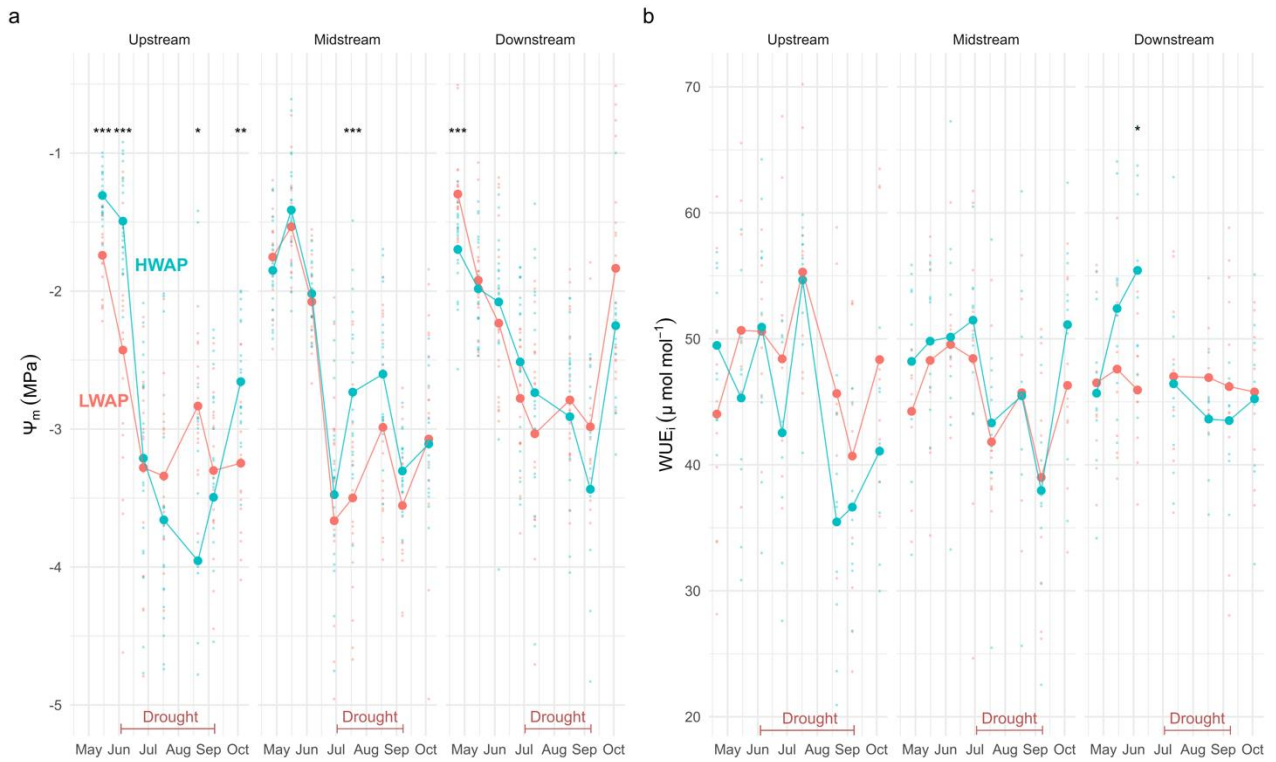 a
Upstream Midstream Downstream
*** *** * ** *** ***
-1
-2
-3
-4
-5
Ψm (MPa)
HWAP
LWAP
Drought Drought Drought
May Jun Jul Aug Sep Oct May Jun Jul Aug Sep Oct May Jun Jul Aug Sep Oct
b
Upstream Midstream Downstream
*
70
60
50
40
30
20
WUEi (μ mol mol−1)
Drought Drought Drought
May Jun Jul Aug Sep Oct May Jun Jul Aug Sep Oct May Jun Jul Aug Sep Oct